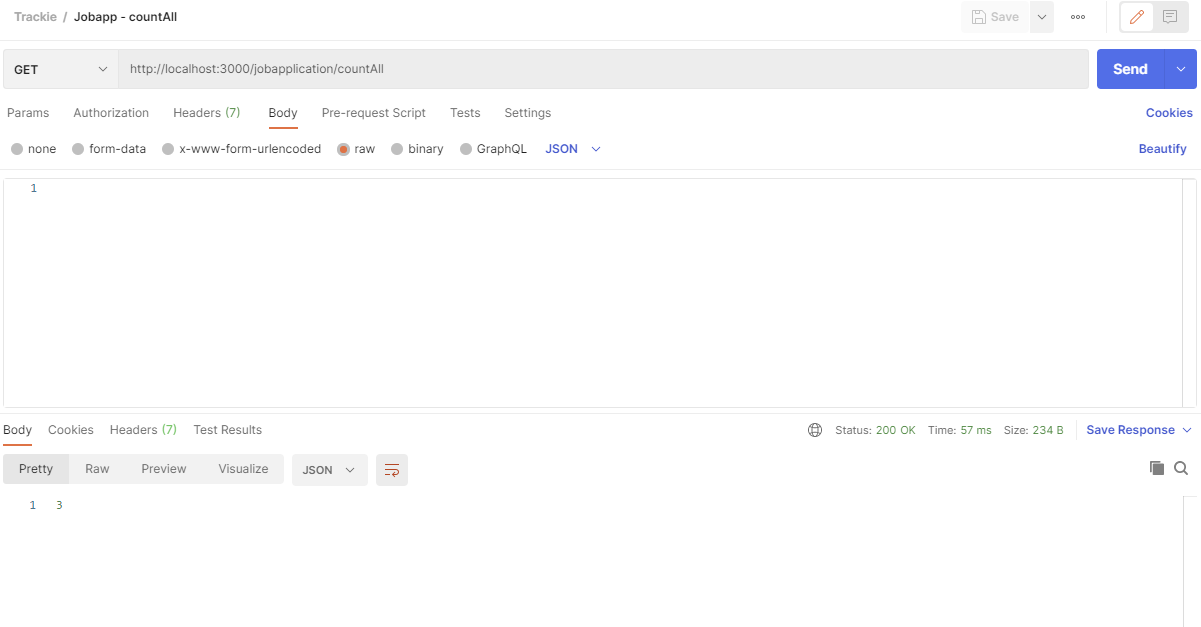 Trackie / Jobapp - countAll Save
GET http://localhost:3000/jobapplication/countAll Send
Params Authorization Headers (7) Body Pre-request Script Tests Settings Cookies
none form-data x-www-form-urlencoded raw binary GraphQL JSON Beautify
1
Body Cookies Headers (7) Test Results Status: 200 OK Time: 57 ms Size: 234 B Save Response
Pretty Raw Preview Visualize JSON
1 3